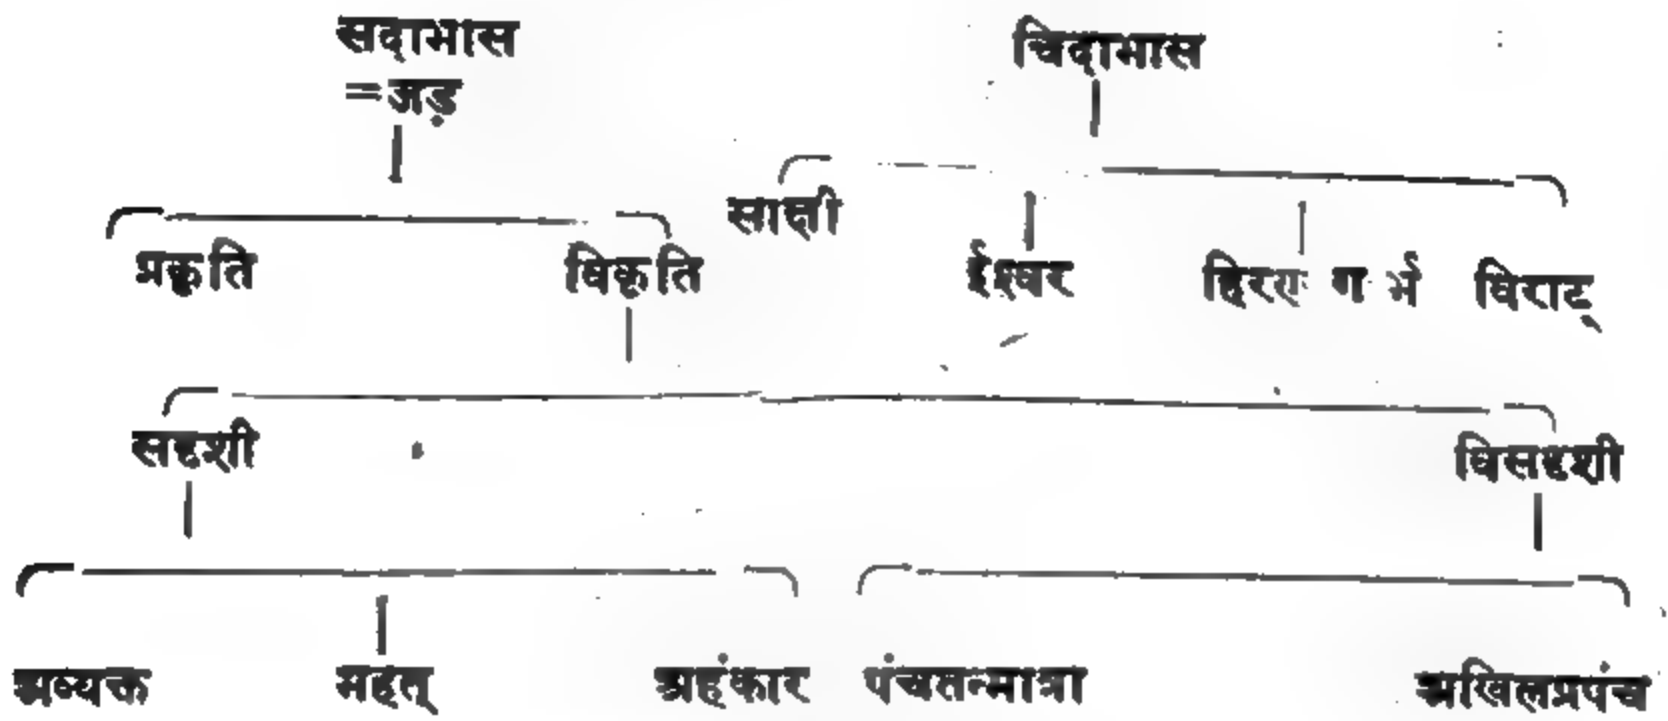 सदाभास चिदाभास
=जड़
साक्षी
प्रकृति विकृति ईश्वर हिरण्यगर्भ विराट्
सदृशी विसदृशी
अव्यक्त महत् अहंकार पंचतन्मात्रा अखिलप्रपंच